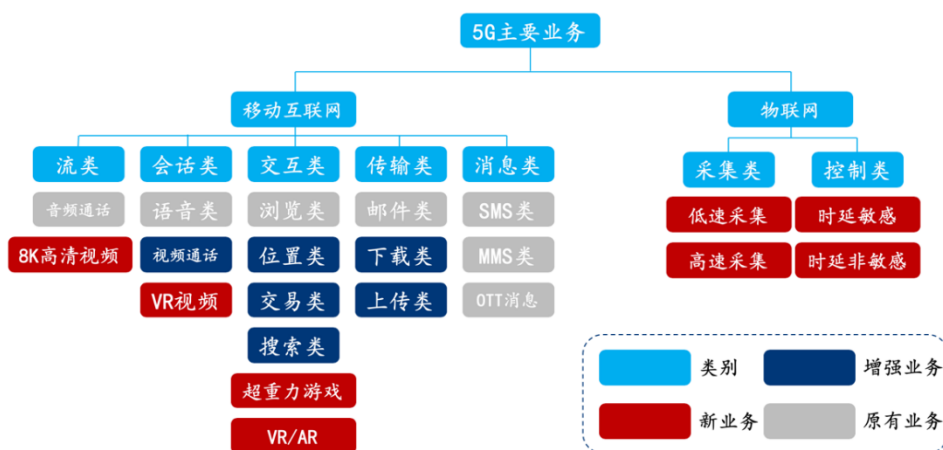 5G主要业务
移动互联网 物联网
流类 会话类 交互类 传输类 消息类 采集类 控制类
音频通话 语音类 浏览类 邮件类 SMS类 低速采集 时延敏感
8K高清视频 视频通话 位置类 下载类 MMS类 高速采集 时延非敏感
VR视频 交易类 上传类 OTT消息
搜索类
超重力游戏
VR/AR
类别 增强业务
新业务 原有业务